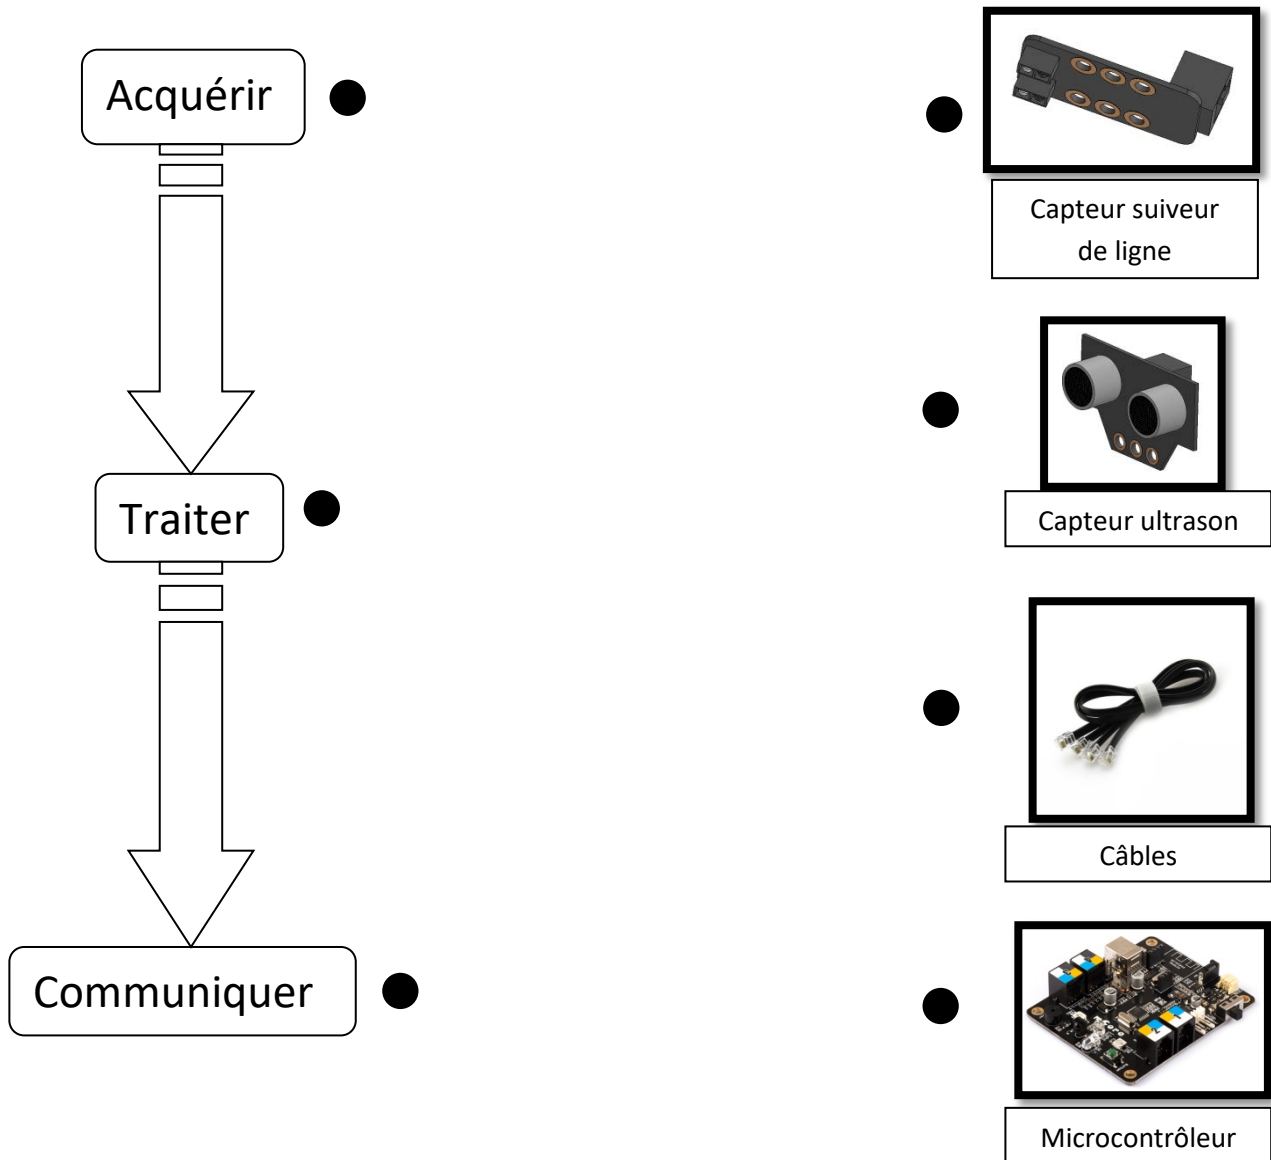 Acquérir
Traiter
Communiquer
Capteur suiveur
de ligne
Capteur ultrason
Câbles
Microcontrôleur